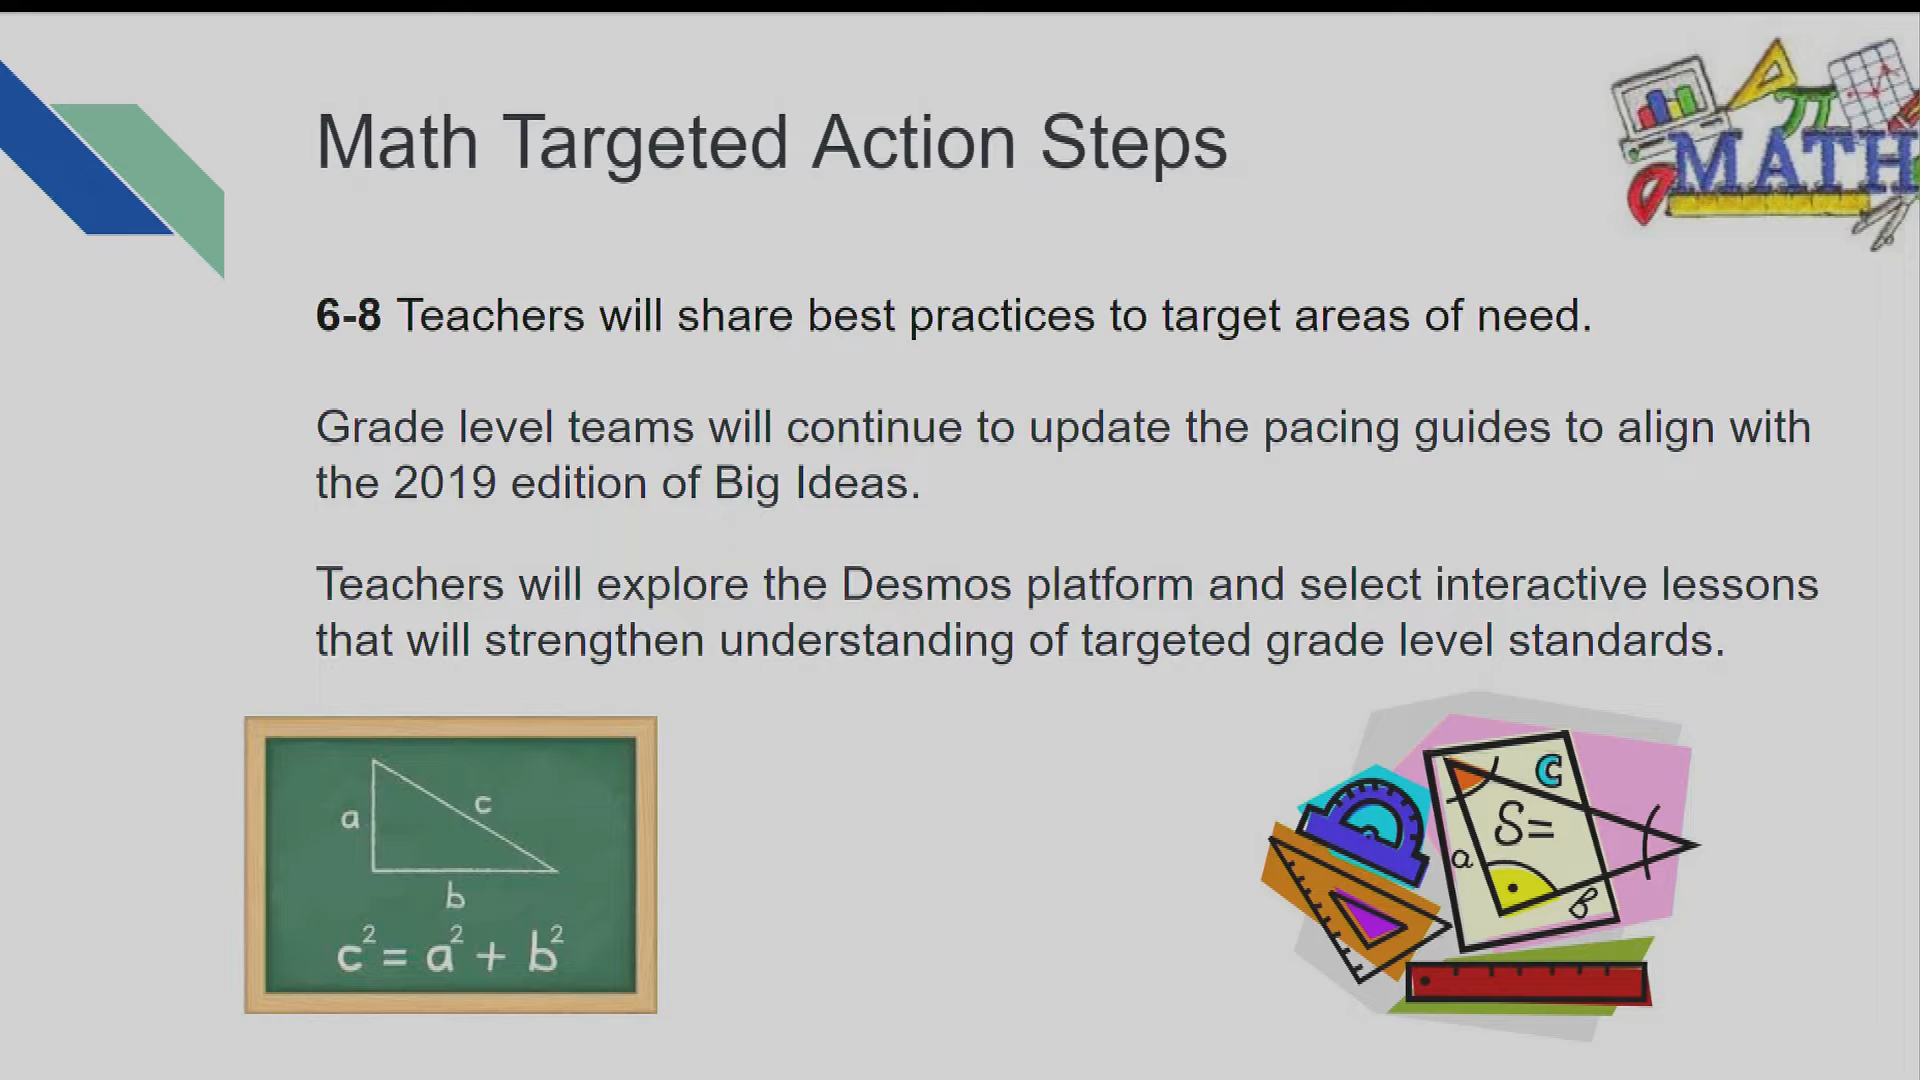 Math Targeted Action Steps
MATH
6-8 Teachers will share best practices to target areas of need.
Grade level teams will continue to update the pacing guides to align with
the 2019 edition of Big Ideas.
Teachers will explore the Desmos platform and select interactive lessons
that will strengthen understanding of targeted grade level standards.
a
c
b
c² = a² + b²
C
S=
a
B